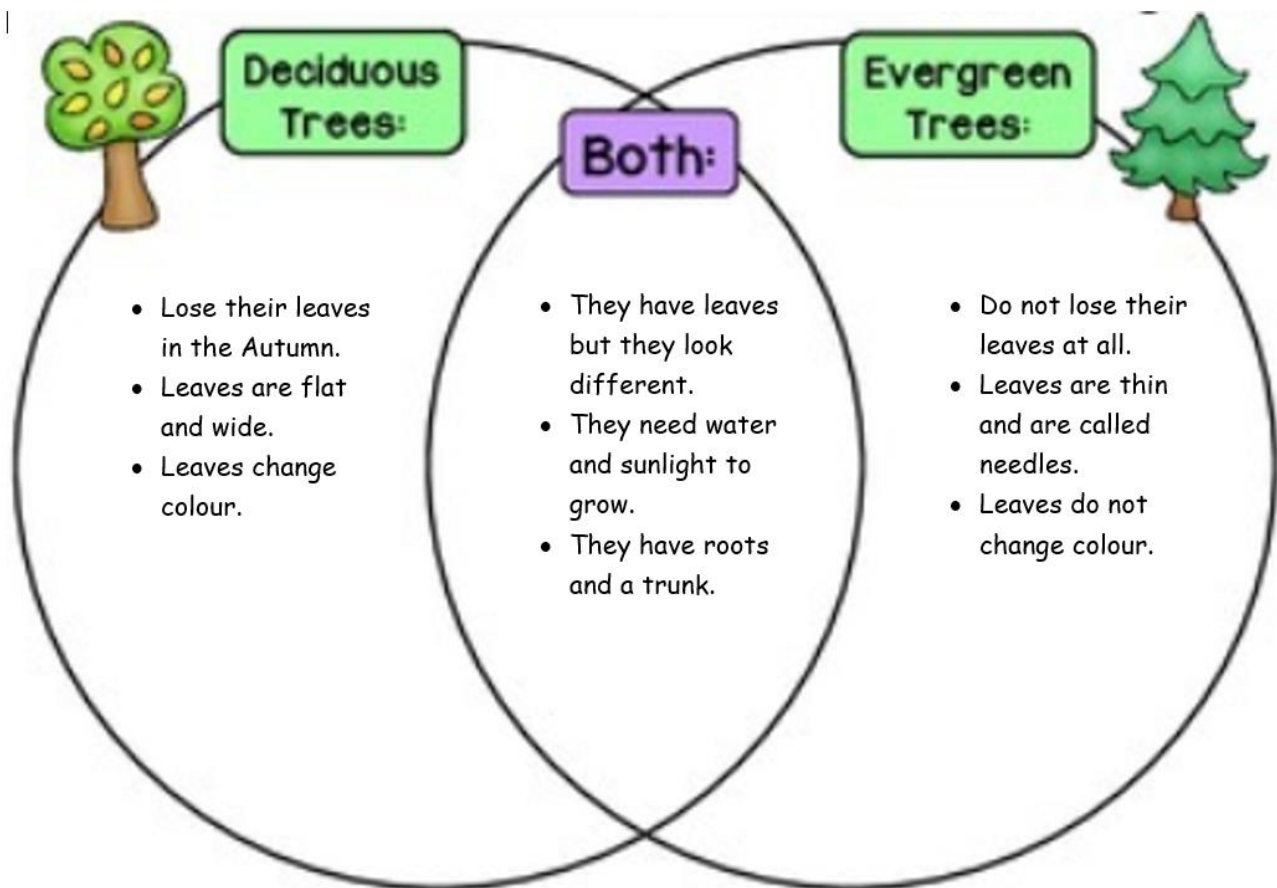 Deciduous
Trees:
Both:
Evergreen
Trees:
• Lose their leaves
in the Autumn.
• Leaves are flat
and wide.
• Leaves change
colour.
• They have leaves
but they look
different.
• They need water
and sunlight to
grow.
• They have roots
and a trunk.
• Do not lose their
leaves at all.
• Leaves are thin
and are called
needles.
• Leaves do not
change colour.